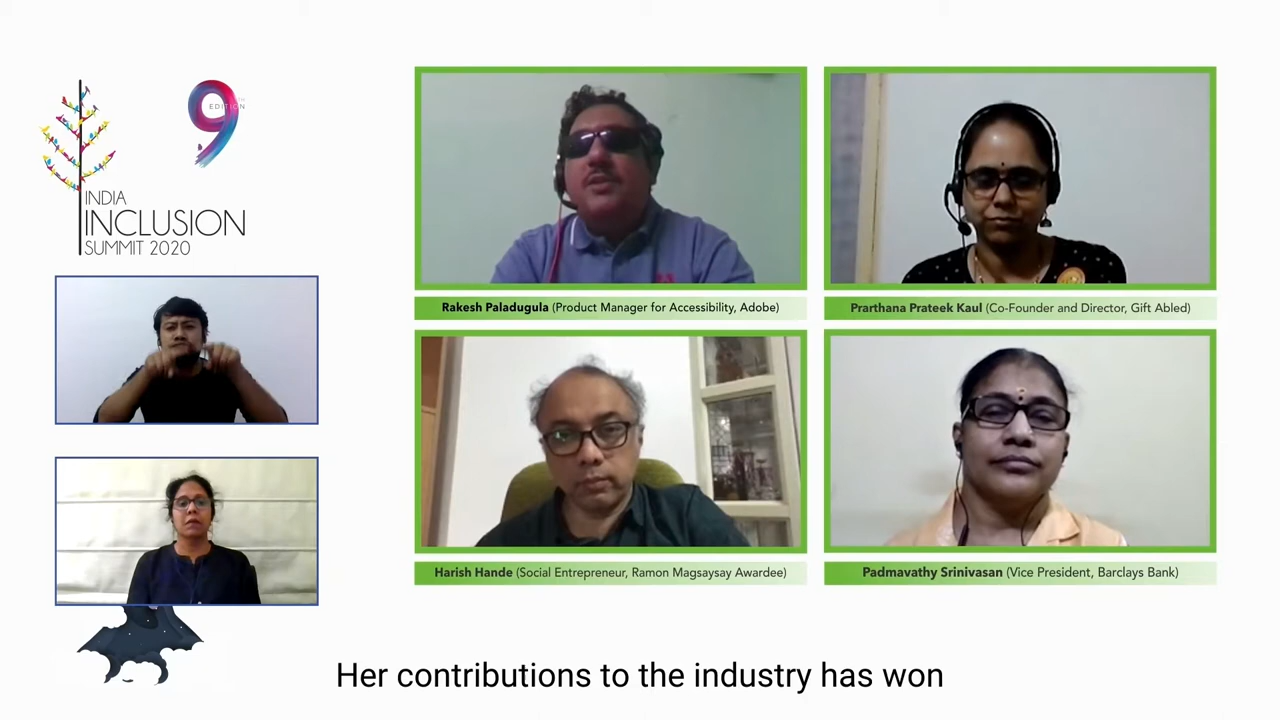 9
EDITION
INDIA
INCLUSION
SUMMIT 2020
Rakesh Paladugula (Product Manager for Accessibility, Adobe)
Prarthana Prateek Kaul (Co-Founder and Director, Gift Abled)
Harish Hande (Social Entrepreneur, Ramon Magsaysay Awardee)
Padmavathy Srinivasan (Vice President, Barclays Bank)
Her contributions to the industry has won